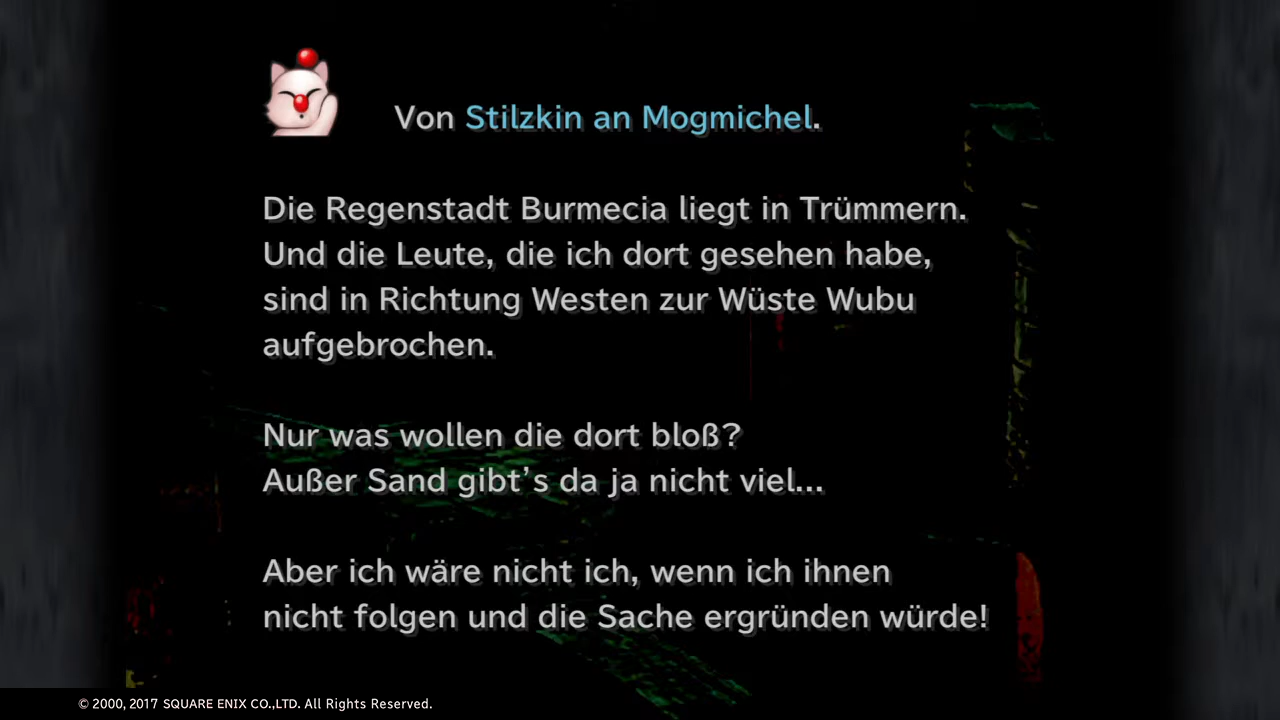 Von Stilzkin an Mogmichel.
Die Regenstadt Burmecia liegt in Trümmern.
Und die Leute, die ich dort gesehen habe,
sind in Richtung Westen zur Wüste Wubu
aufgebrochen.
Nur was wollen die dort bloß?
Außer Sand gibt's da ja nicht viel...
Aber ich wäre nicht ich, wenn ich ihnen
nicht folgen und die Sache ergründen würde!
© 2000, 2017 SQUARE ENIX CO.,LTD. All Rights Reserved.